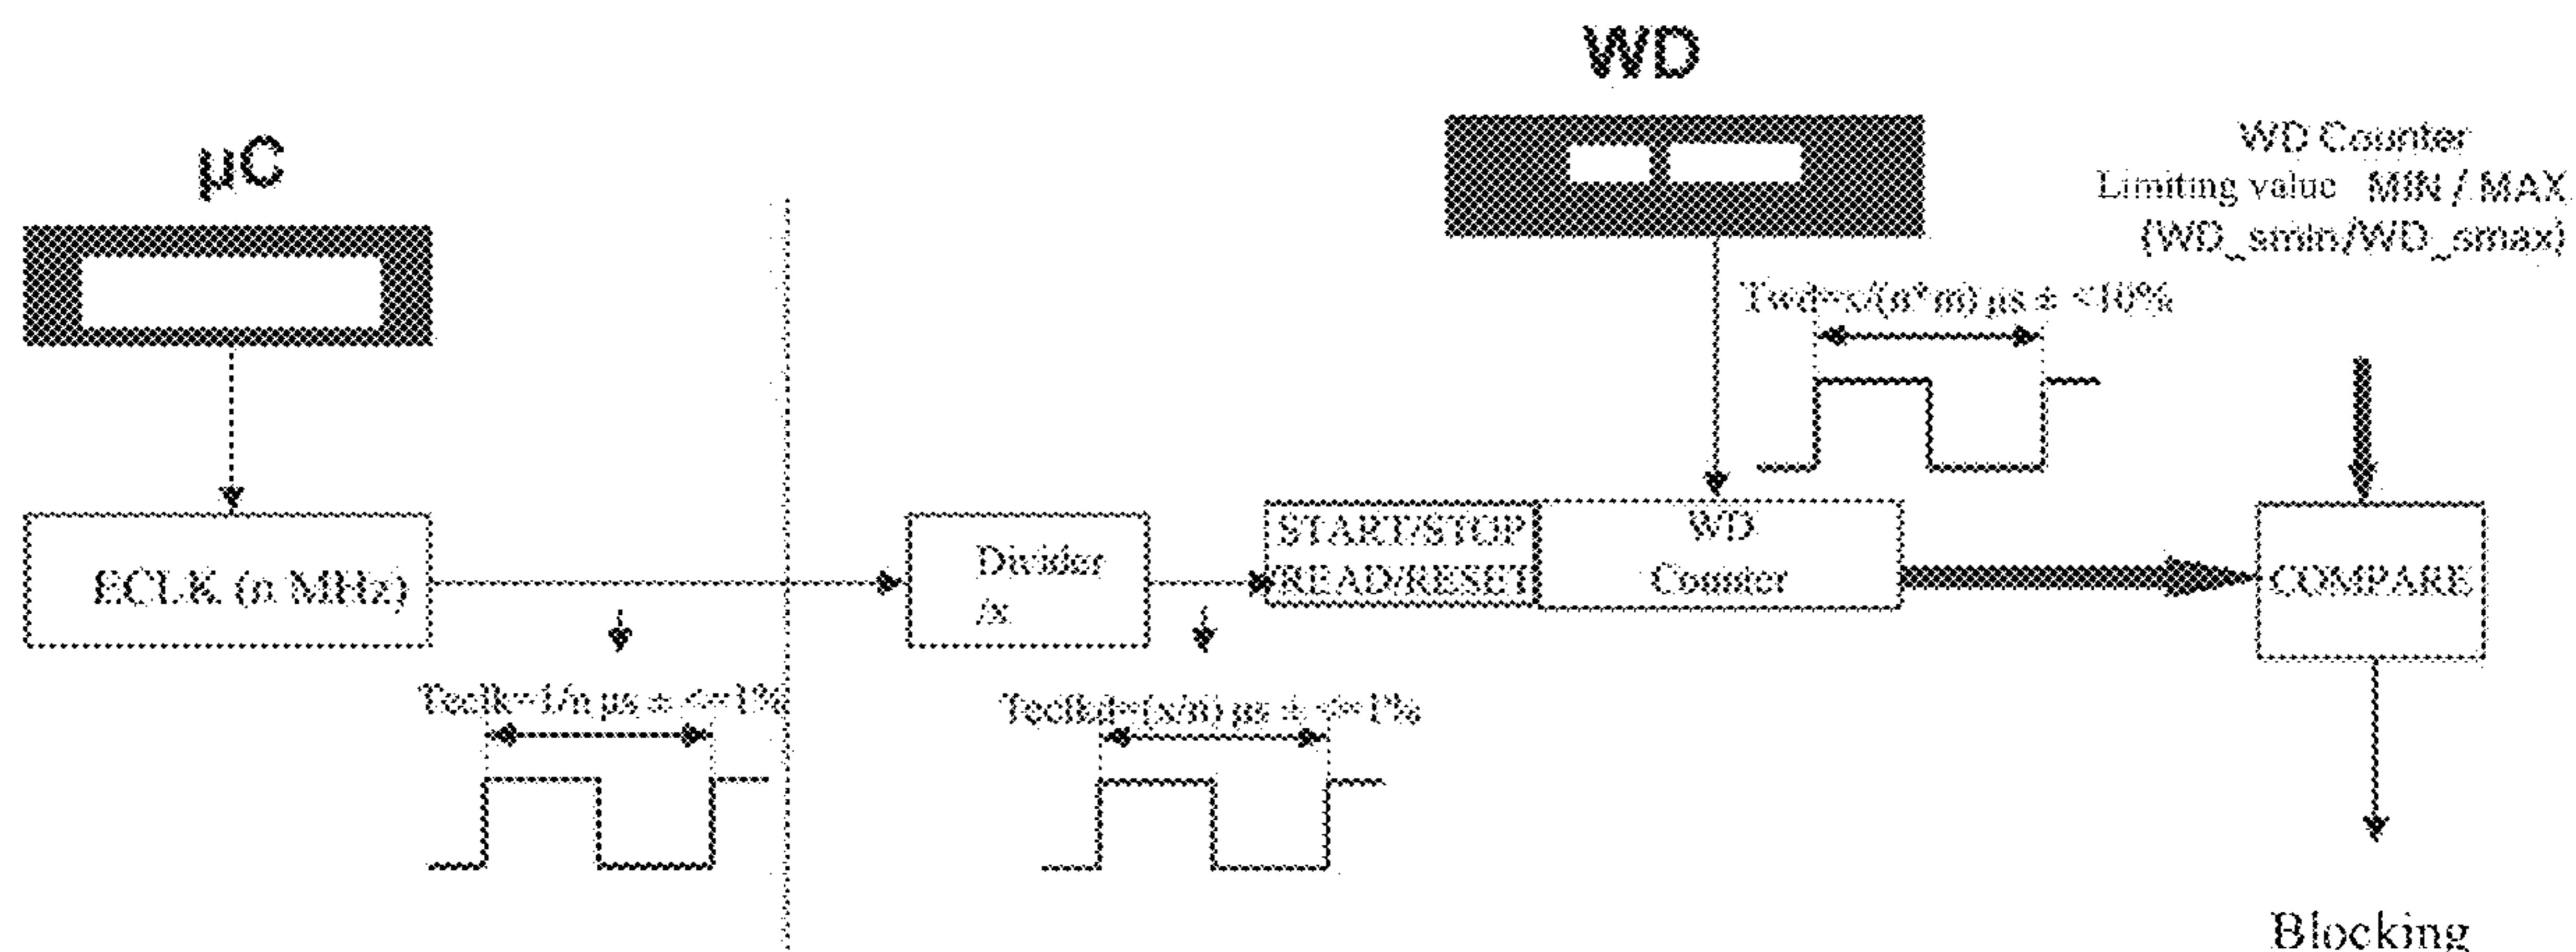 WD
µC
WD Counter
Limiting value MIN / MAX
(WD_smin/WD_smax)
Twd=x/(n*m) µs ± <10%
ECLK (n MHz)
Divider
/x
START/STOP
/READ/RESET
WD
Counter
COMPARE
Teclk=1/n µs ± <=1%
Teclkd=(x/n) µs ± <=1%
Blocking